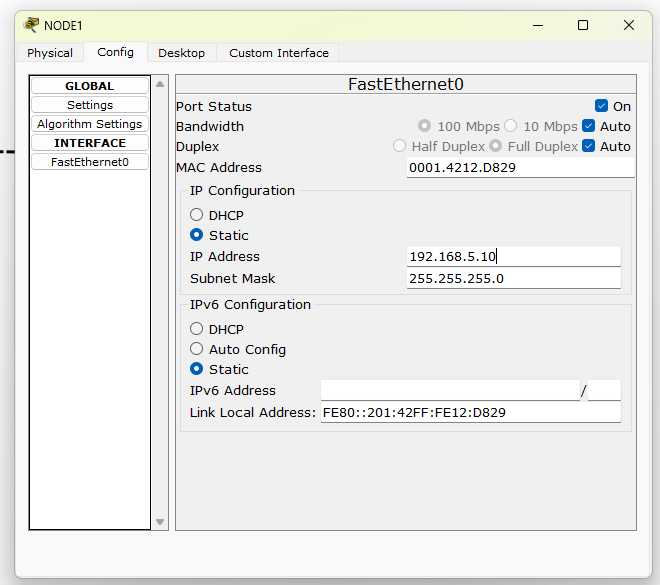 NODE1
Physical Config Desktop Custom Interface
GLOBAL
Settings
Algorithm Settings
INTERFACE
FastEthernet0
FastEthernet0
Port Status On
Bandwidth 100 Mbps 10 Mbps Auto
Duplex Half Duplex Full Duplex Auto
MAC Address 0001.4212.D829
IP Configuration
DHCP
Static
IP Address 192.168.5.10
Subnet Mask 255.255.255.0
IPv6 Configuration
DHCP
Auto Config
Static
IPv6 Address /
Link Local Address: FE80::201:42FF:FE12:D829